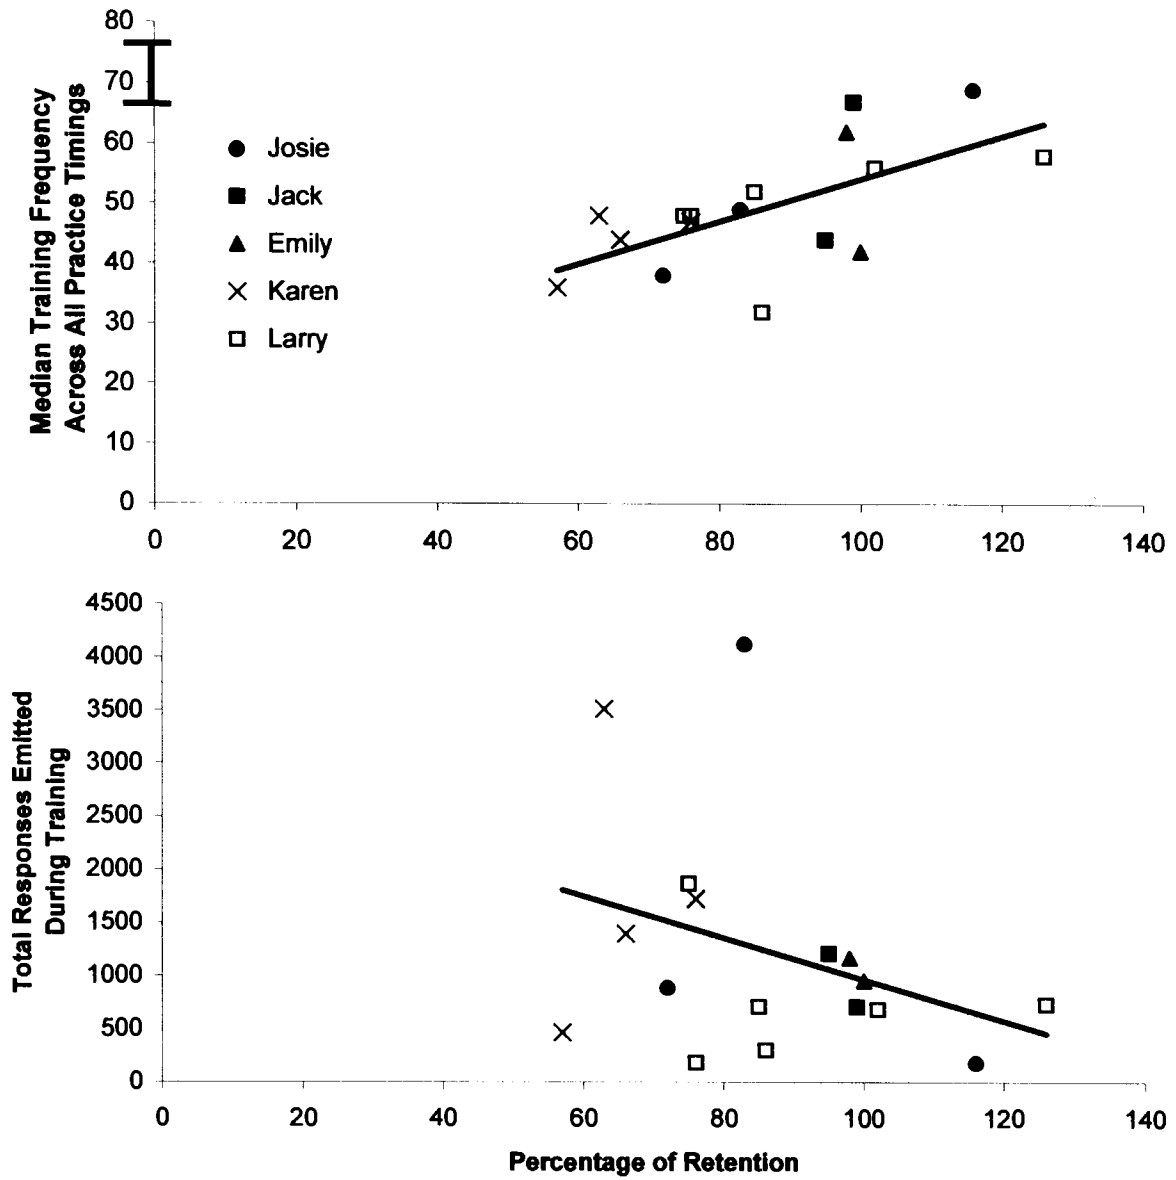 80
70
60
50
40
30
20
10
0
Median Training Frequency
Across All Practice Timings
Josie
Jack
Emily
Karen
Larry
0 20 40 60 80 100 120 140
4500
4000
3500
3000
2500
2000
1500
1000
500
0
Total Responses Emitted
During Training
0 20 40 60 80 100 120 140
Percentage of Retention